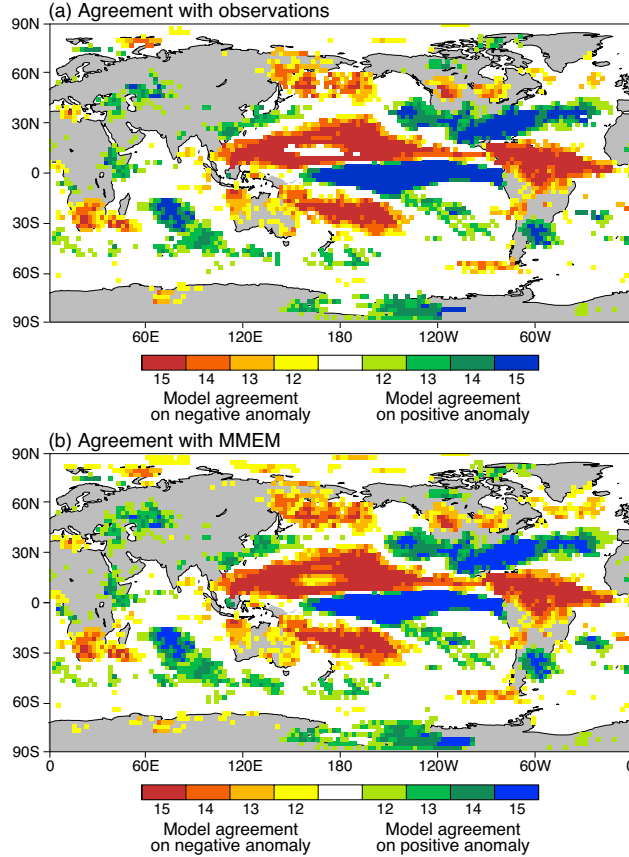 (a) Agreement with observations
90N
60N
30N
0
30S
60S
90S
60E 120E 180 120W 60W
15 14 13 12 12 13 14 15
Model agreement on negative anomaly
Model agreement on positive anomaly
(b) Agreement with MMEM
90N
60N
30N
0
30S
60S
90S
0 60E 120E 180 120W 60W 0
15 14 13 12 12 13 14 15
Model agreement on negative anomaly
Model agreement on positive anomaly